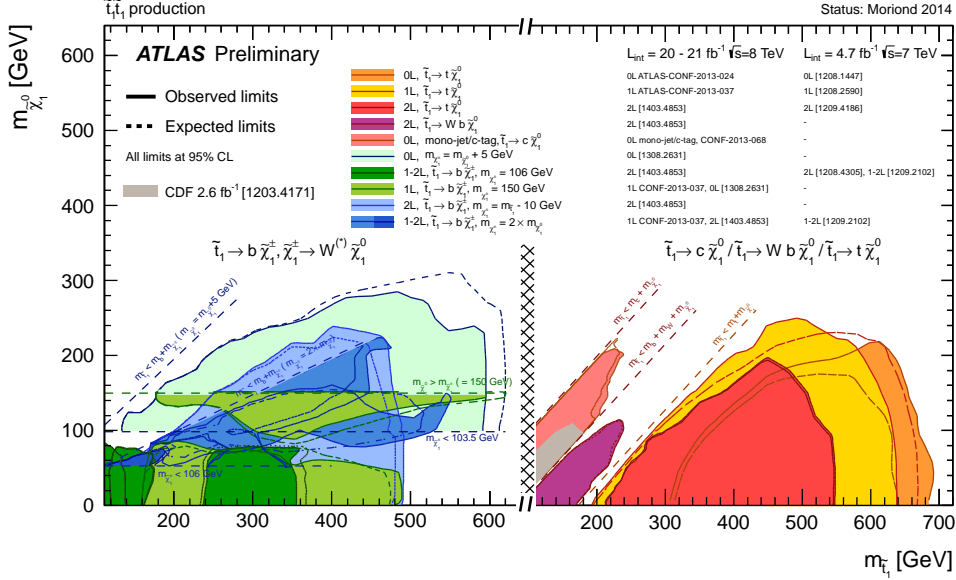 t̃₁t̃₁ production
Status: Moriond 2014
ATLAS Preliminary
Observed limits
Expected limits
All limits at 95% CL
CDF 2.6 fb⁻¹ [1203.4171]
L_int = 20 - 21 fb⁻¹ √s=8 TeV
L_int = 4.7 fb⁻¹ √s=7 TeV
0L, t̃₁→ t χ̃₁⁰
0L ATLAS-CONF-2013-024
0L [1208.1447]
1L, t̃₁→ t χ̃₁⁰
1L ATLAS-CONF-2013-037
1L [1208.2590]
2L, t̃₁→ t χ̃₁⁰
2L [1403.4853]
2L [1209.4186]
2L, t̃₁→ W b χ̃₁⁰
2L [1403.4853]
-
0L, mono-jet/c-tag, t̃₁→ c χ̃₁⁰
0L mono-jet/c-tag, CONF-2013-068
-
0L, m_χ̃₁± = m_χ̃₁⁰ + 5 GeV
0L [1308.2631]
-
1-2L, t̃₁→ b χ̃₁±, m_χ̃₁± = 106 GeV
2L [1403.4853]
2L [1208.4305], 1-2L [1209.2102]
1L, t̃₁→ b χ̃₁±, m_χ̃₁± = 150 GeV
1L CONF-2013-037, 0L [1308.2631]
-
2L, t̃₁→ b χ̃₁±, m_χ̃₁± = m_t̃₁ - 10 GeV
2L [1403.4853]
-
1-2L, t̃₁→ b χ̃₁±, m_χ̃₁± = 2 × m_χ̃₁⁰
1L CONF-2013-037, 2L [1403.4853]
1-2L [1209.2102]
t̃₁→ b χ̃₁±, χ̃₁±→ W⁽*⁾ χ̃₁⁰
t̃₁→ c χ̃₁⁰ / t̃₁→ W b χ̃₁⁰ / t̃₁→ t χ̃₁⁰
m_χ̃₁⁰ [GeV]
600
500
400
300
200
100
0
m_χ̃₁± > m_χ̃₁⁰ ( = 150 GeV)
m_χ̃₁± < 103.5 GeV
m_χ̃₁± < 106 GeV
200
300
400
500
600
200
300
400
500
600
700
m_t̃₁ [GeV]